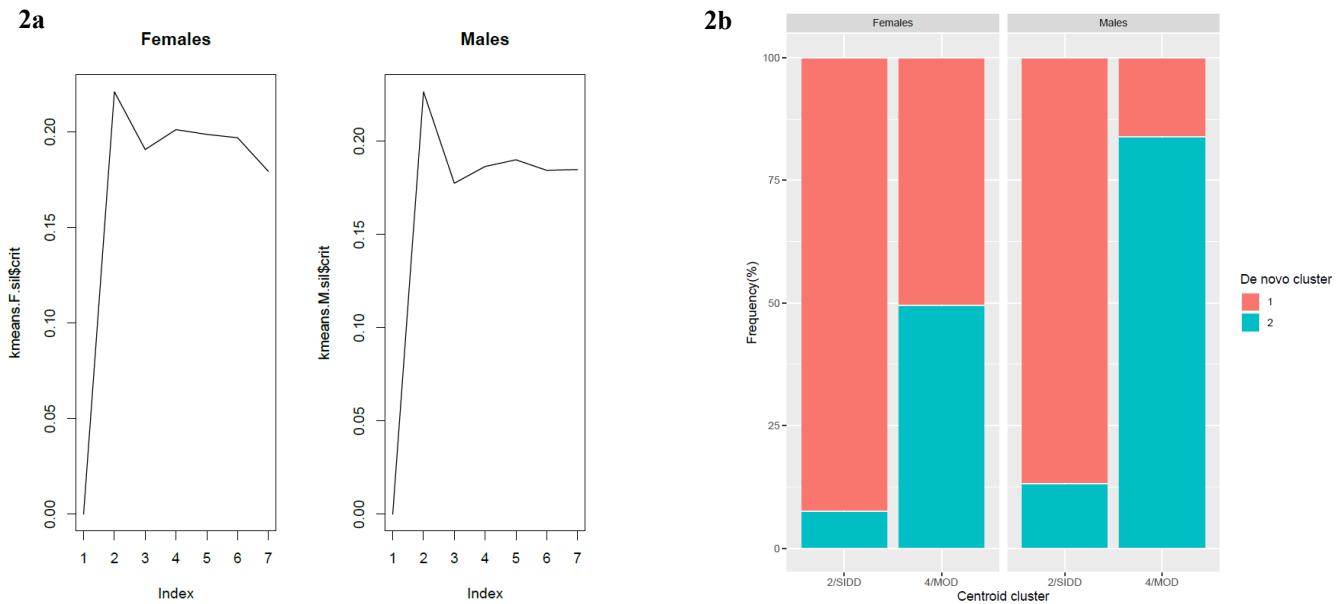 2a
Females
kmeans.F.sil$crit
0.00 0.05 0.10 0.15 0.20
1 2 3 4 5 6 7
Index
Males
kmeans.M.sil$crit
0.00 0.05 0.10 0.15 0.20
1 2 3 4 5 6 7
Index
2b
Females Males
Frequency(%)
100
75
50
25
0
2/SIDD 4/MOD 2/SIDD 4/MOD
Centroid cluster
De novo cluster
1
2